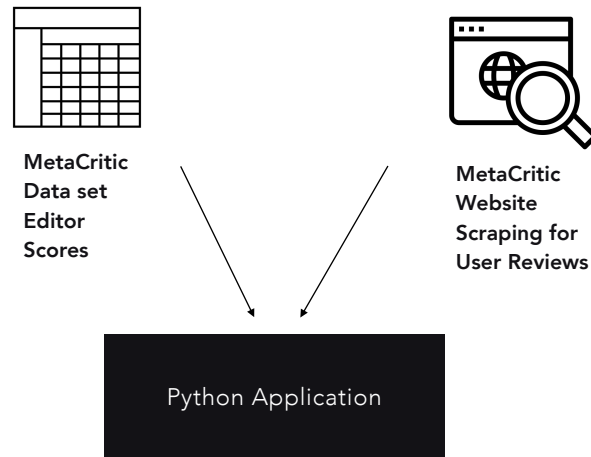 MetaCritic
Data set
Editor
Scores
MetaCritic
Website
Scraping for
User Reviews
Python Application